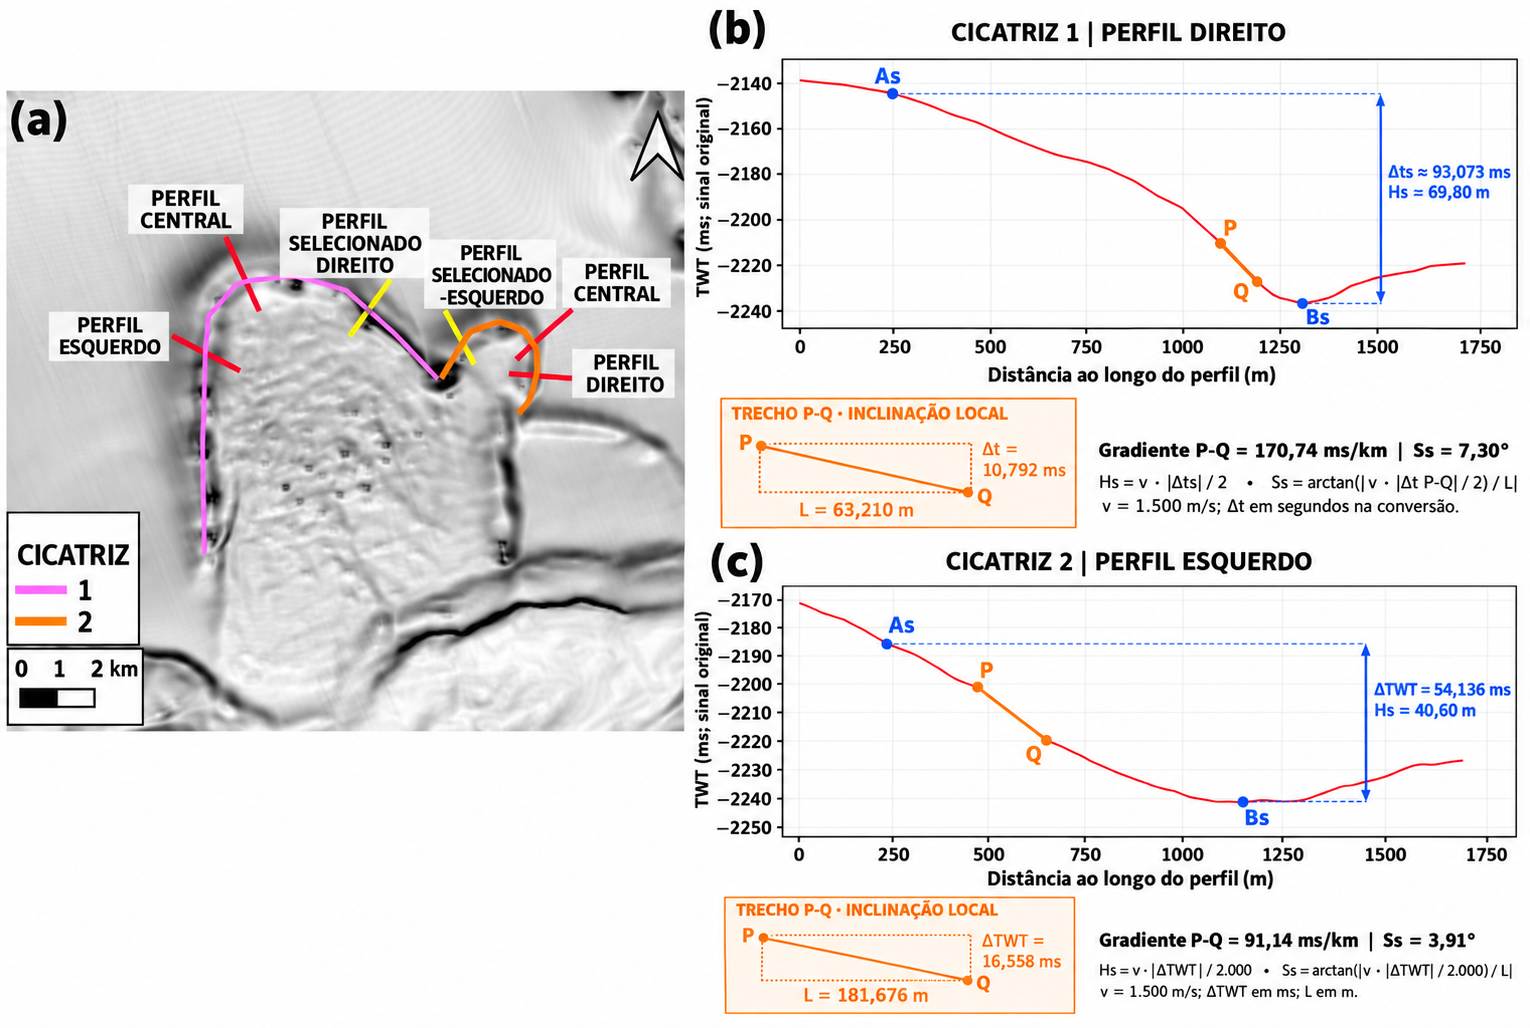 (a)
PERFIL
CENTRAL
PERFIL
SELECIONADO
DIREITO
PERFIL
SELECIONADO
-ESQUERDO
PERFIL
CENTRAL
PERFIL
ESQUERDO
PERFIL
DIREITO
CICATRIZ
1
2
0 1 2 km
(b)
CICATRIZ 1 | PERFIL DIREITO
TWT (ms; sinal original)
−2140
−2160
−2180
−2200
−2220
−2240
As
P
Q
Bs
Δts ≈ 93,073 ms
Hs = 69,80 m
0 250 500 750 1000 1250 1500 1750
Distância ao longo do perfil (m)
TRECHO P-Q • INCLINAÇÃO LOCAL
P
Q
Δt =
10,792 ms
L = 63,210 m
Gradiente P-Q = 170,74 ms/km | Ss = 7,30°
Hs = v · |Δts| / 2 • Ss = arctan(| v · |Δt P-Q| / 2) / L|
v = 1.500 m/s; Δt em segundos na conversão.
(c)
CICATRIZ 2 | PERFIL ESQUERDO
TWT (ms; sinal original)
−2170
−2180
−2190
−2200
−2210
−2220
−2230
−2240
−2250
As
P
Q
Bs
ΔTWT = 54,136 ms
Hs = 40,60 m
0 250 500 750 1000 1250 1500 1750
Distância ao longo do perfil (m)
TRECHO P-Q • INCLINAÇÃO LOCAL
P
Q
ΔTWT =
16,558 ms
L = 181,676 m
Gradiente P-Q = 91,14 ms/km | Ss = 3,91°
Hs = v · |ΔTWT| / 2.000 • Ss = arctan(|v · |ΔTWT| / 2.000) / L|
v = 1.500 m/s; ΔTWT em ms; L em m.